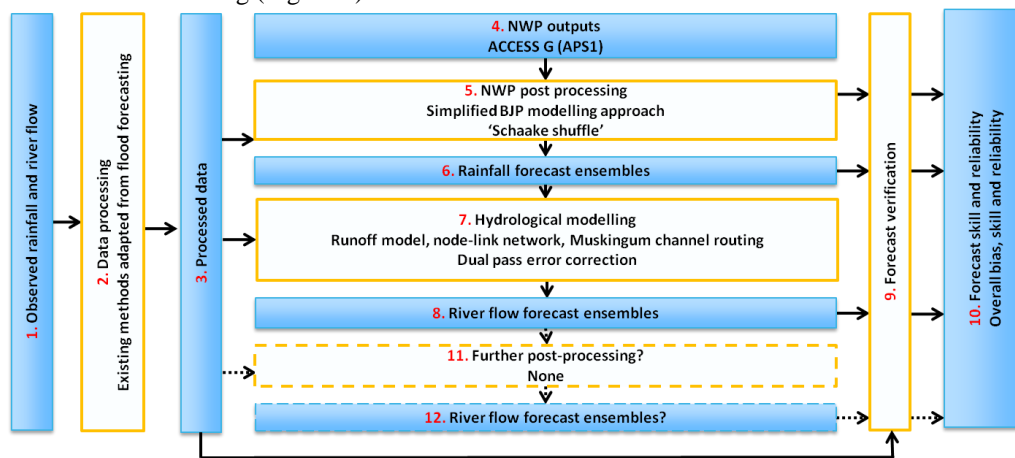 1. Observed rainfall and river flow
2. Data processing
Existing methods adapted from flood forecasting
3. Processed data
4. NWP outputs
ACCESS G (APS1)
5. NWP post processing
Simplified BJP modelling approach
‘Schaake shuffle’
6. Rainfall forecast ensembles
7. Hydrological modelling
Runoff model, node-link network, Muskingum channel routing
Dual pass error correction
8. River flow forecast ensembles
11. Further post-processing?
None
12. River flow forecast ensembles?
9. Forecast verification
10. Forecast skill and reliability
Overall bias, skill and reliability